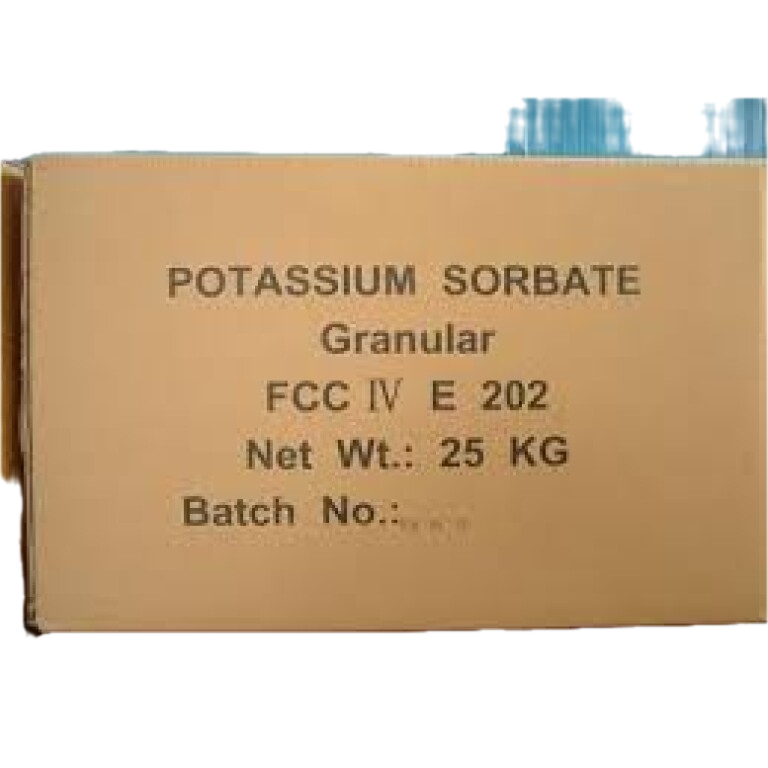 POTASSIUM SORBATE
Granular
FCC Ⅳ E 202
Net Wt.: 25 KG
Batch No.: